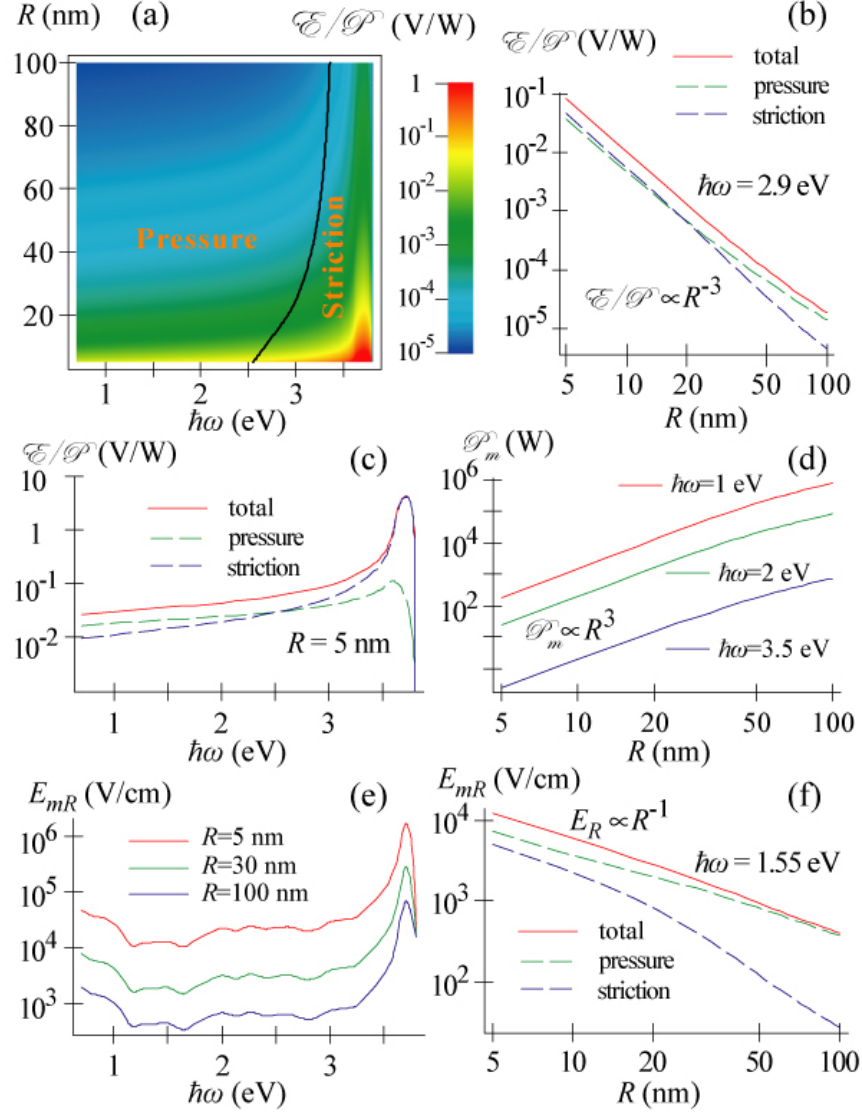 R (nm) (a) ℰ/𝒫 (V/W)
100
80
60
40
20
Pressure
Striction
1 2 3
ħω (eV)
1
10⁻¹
10⁻²
10⁻³
10⁻⁴
10⁻⁵
ℰ/𝒫 (V/W) (b)
total
pressure
striction
ħω = 2.9 eV
ℰ/𝒫 ∝ R⁻³
10⁻¹
10⁻²
10⁻³
10⁻⁴
10⁻⁵
5 10 20 50 100
R (nm)
ℰ/𝒫 (V/W) (c)
10
1
10⁻¹
10⁻²
total
pressure
striction
R = 5 nm
1 2 3
ħω (eV)
𝒫ₘ (W) (d)
10⁶
10⁴
10²
ħω=1 eV
ħω=2 eV
𝒫ₘ∝R³
ħω=3.5 eV
5 10 20 50 100
R (nm)
EₘR (V/cm) (e)
10⁶
10⁵
10⁴
10³
R=5 nm
R=30 nm
R=100 nm
1 2 3
ħω (eV)
EₘR (V/cm) (f)
10⁴
10³
10²
E_R ∝R⁻¹
ħω = 1.55 eV
total
pressure
striction
5 10 20 50 100
R (nm)